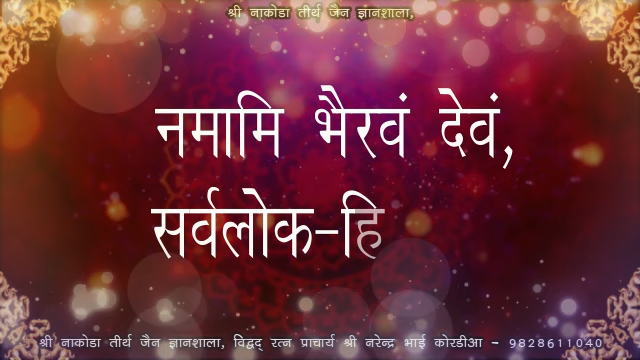 श्री नाकोडा तीर्थ जैन ज्ञानशाला,
नमामि भैरवं देवं,
सर्वलोक-हि
श्री नाकोडा तीर्थ जैन ज्ञानशाला, विद्वद् रत्न प्राचार्य श्री नरेन्द्र भाई कोरडीआ - 9828611040